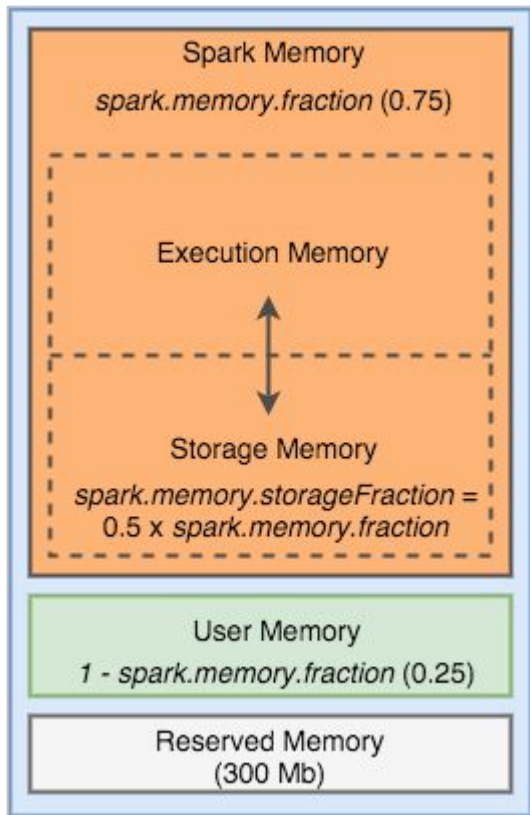 Spark Memory
spark.memory.fraction (0.75)
Execution Memory
Storage Memory
spark.memory.storageFraction =
0.5 x spark.memory.fraction
User Memory
1 - spark.memory.fraction (0.25)
Reserved Memory
(300 Mb)